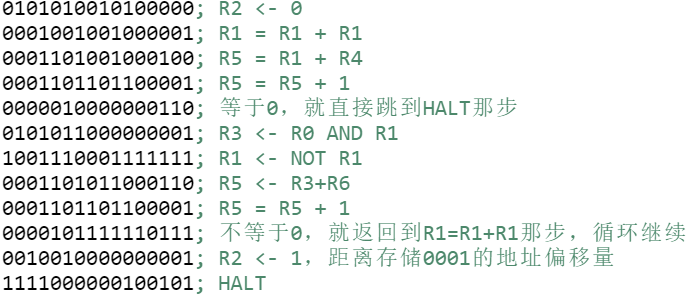 0101010010100000; R2 <- 0
0001001001000001; R1 = R1 + R1
0001101001000100; R5 = R1 + R4
0001101101100001; R5 = R5 + 1
0000010000000110; 等于0，就直接跳到HALT那步
0101011000000001; R3 <- R0 AND R1
1001110001111111; R1 <- NOT R1
0001101011000110; R5 <- R3+R6
0001101101100001; R5 = R5 + 1
0000101111110111; 不等于0，就返回到R1=R1+R1那步，循环继续
0010010000000001; R2 <- 1，距离存储0001的地址偏移量
1111000000100101; HALT